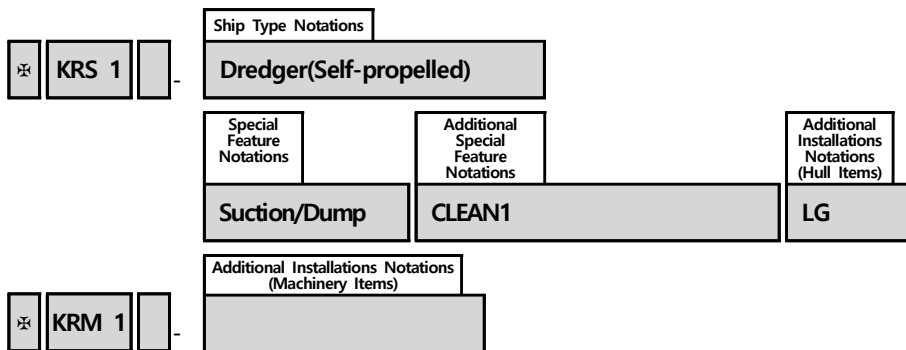 Ship Type Notations
✠ KRS 1 - Dredger(Self-propelled)
Special
Feature
Notations
Additional
Special
Feature
Notations
Additional
Installations
Notations
(Hull Items)
Suction/Dump CLEAN1 LG
Additional Installations Notations
(Machinery Items)
✠ KRM 1 -